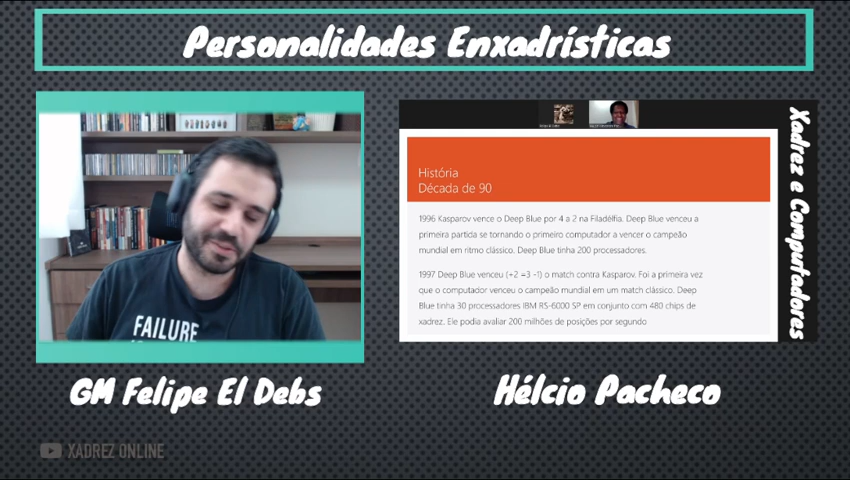 Personalidades Enxadrísticas
FAILURE
História
Década de 90
1996 Kasparov vence o Deep Blue por 4 a 2 na Filadélfia. Deep Blue venceu a
primeira partida se tornando o primeiro computador a vencer o campeão
mundial em ritmo clássico. Deep Blue tinha 200 processadores.
1997 Deep Blue venceu (+2 =3 -1) o match contra Kasparov. Foi a primeira vez
que o computador venceu o campeão mundial em um match clássico. Deep
Blue tinha 30 processadores IBM RS-6000 SP em conjunto com 480 chips de
xadrez. Ele podia avaliar 200 milhões de posições por segundo
Xadrez e Computadores
GM Felipe El Debs
Hélcio Pacheco
XADREZ ONLINE